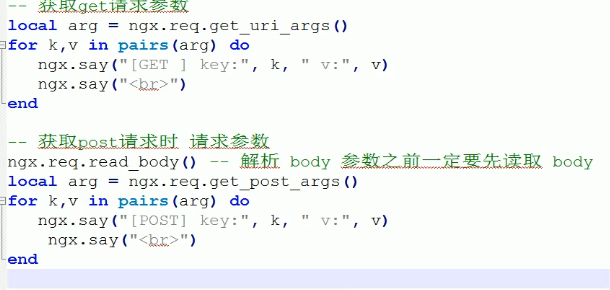 -- 获取get请求参数
local arg = ngx.req.get_uri_args()
for k,v in pairs(arg) do
    ngx.say("[GET ] key:", k, " v:", v)
    ngx.say("<br>")
end

-- 获取post请求时 请求参数
ngx.req.read_body() -- 解析 body 参数之前一定要先读取 body
local arg = ngx.req.get_post_args()
for k,v in pairs(arg) do
    ngx.say("[POST] key:", k, " v:", v)
     ngx.say("<br>")
end